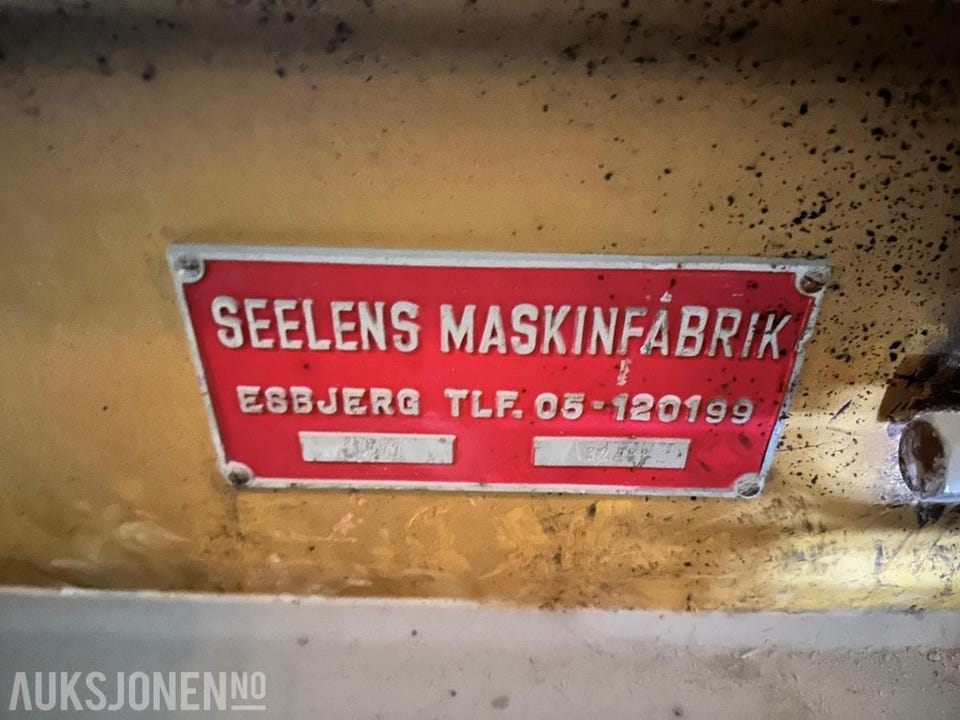 SEELENS MASKINFABRIK
ESBJERG TLF. 05-120199
AUKSJONEN NO